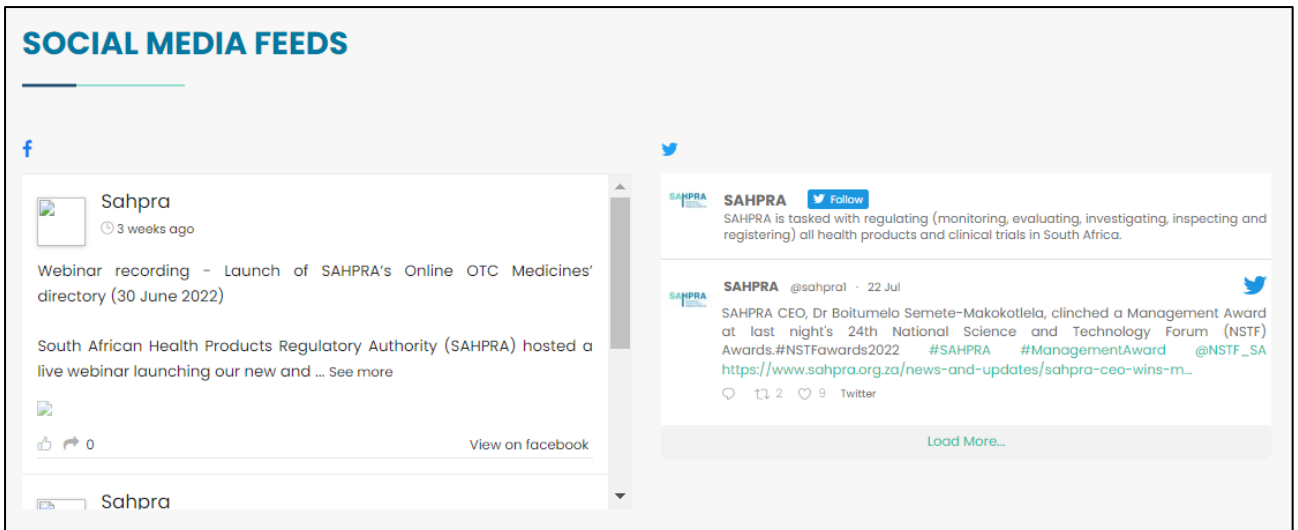 SOCIAL MEDIA FEEDS
Sahpra
3 weeks ago
Webinar recording - Launch of SAHPRA's Online OTC Medicines'
directory (30 June 2022)
South African Health Products Regulatory Authority (SAHPRA) hosted a
live webinar launching our new and ... See more
0
View on facebook
Sahpra
SAHPRA
SAHPRA Follow
SAHPRA is tasked with regulating (monitoring, evaluating, investigating, inspecting and
registering) all health products and clinical trials in South Africa.
SAHPRA
SAHPRA @sahpra1 · 22 Jul
SAHPRA CEO, Dr Boitumelo Semete-Makokotlela, clinched a Management Award
at last night's 24th National Science and Technology Forum (NSTF)
Awards.#NSTFawards2022 #SAHPRA #ManagementAward @NSTF_SA
https://www.sahpra.org.za/news-and-updates/sahpra-ceo-wins-m...
2 9 Twitter
Load More...